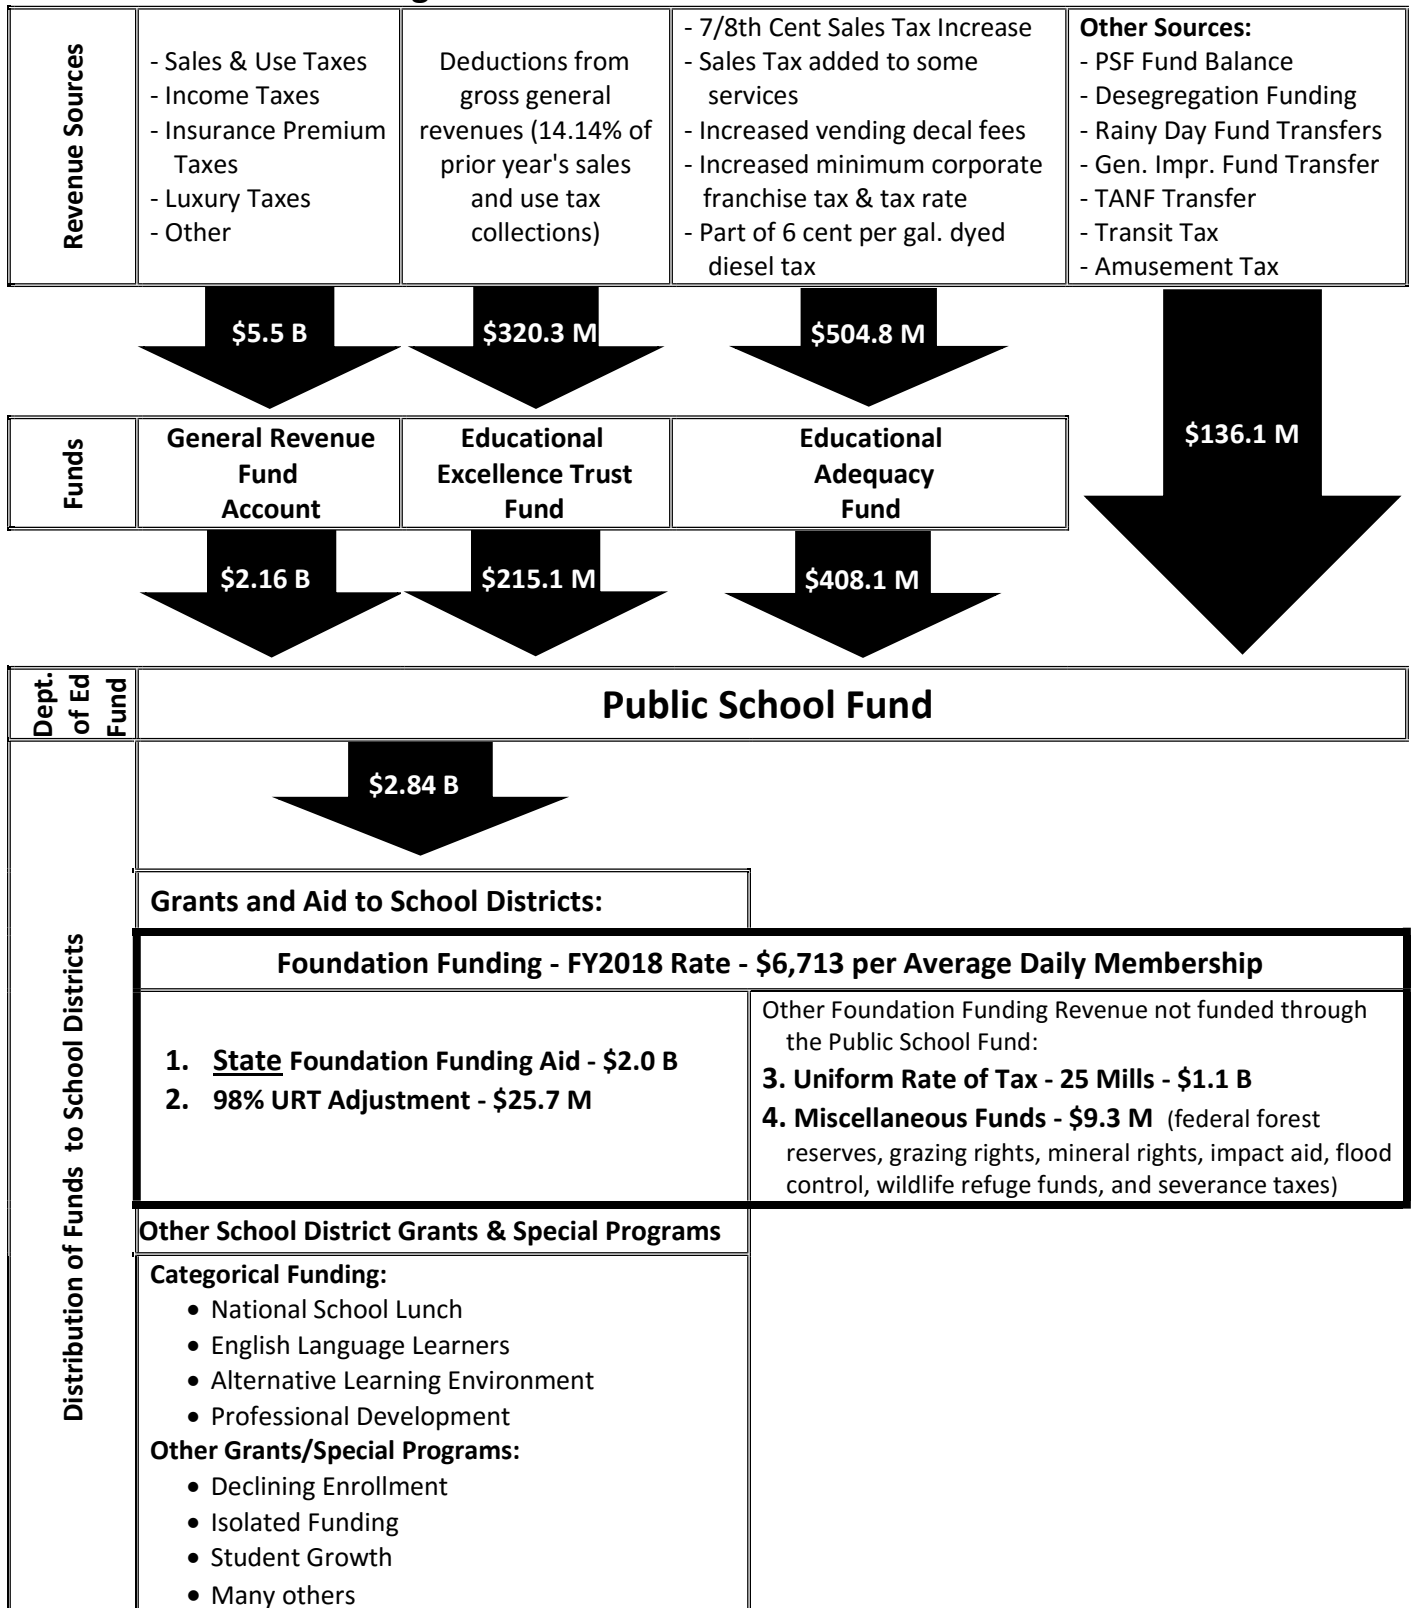 Revenue Sources
- Sales & Use Taxes
- Income Taxes
- Insurance Premium
Taxes
- Luxury Taxes
- Other
Deductions from
gross general
revenues (14.14% of
prior year's sales
and use tax
collections)
- 7/8th Cent Sales Tax Increase
- Sales Tax added to some
services
- Increased vending decal fees
- Increased minimum corporate
franchise tax & tax rate
- Part of 6 cent per gal. dyed
diesel tax
Other Sources:
- PSF Fund Balance
- Desegregation Funding
- Rainy Day Fund Transfers
- Gen. Impr. Fund Transfer
- TANF Transfer
- Transit Tax
- Amusement Tax
$5.5 B
$320.3 M
$504.8 M
$136.1 M
Funds
General Revenue
Fund
Account
Educational
Excellence Trust
Fund
Educational
Adequacy
Fund
$2.16 B
$215.1 M
$408.1 M
Dept.
of Ed
Fund
Public School Fund
$2.84 B
Distribution of Funds to School Districts
Grants and Aid to School Districts:
Foundation Funding - FY2018 Rate - $6,713 per Average Daily Membership
1. State Foundation Funding Aid - $2.0 B
2. 98% URT Adjustment - $25.7 M
Other Foundation Funding Revenue not funded through
the Public School Fund:
3. Uniform Rate of Tax - 25 Mills - $1.1 B
4. Miscellaneous Funds - $9.3 M (federal forest
reserves, grazing rights, mineral rights, impact aid, flood
control, wildlife refuge funds, and severance taxes)
Other School District Grants & Special Programs
Categorical Funding:
• National School Lunch
• English Language Learners
• Alternative Learning Environment
• Professional Development
Other Grants/Special Programs:
• Declining Enrollment
• Isolated Funding
• Student Growth
• Many others